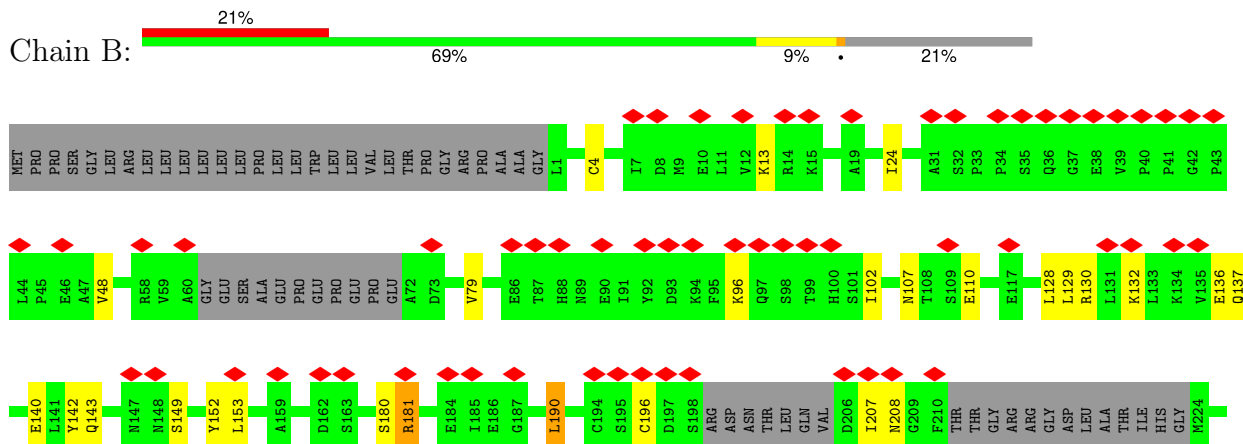 21%
Chain B:
69% 9% • 21%
MET PRO PRO SER GLY LEU ARG LEU LEU LEU LEU LEU LEU LEU PRO LEU LEU TRP LEU LEU VAL LEU THR PRO GLY ARG PRO ALA ALA GLY L1 C4 I7 D8 M9 E10 L11 V12 K13 R14 K15 A19 I24 A31 S32 P33 P34 S35 Q36 G37 E38 V39 P40 P41 G42 P43
L44 P45 E46 A47 V48 R58 V59 A60 GLY GLU SER ALA GLU PRO GLU PRO GLU PRO GLU A72 D73 V79 E86 T87 H88 N89 E90 I91 Y92 D93 K94 F95 K96 Q97 S98 T99 H100 S101 I102 N107 T108 S109 E110 E117 L128 L129 R130 L131 K132 L133 K134 V135 E136 Q137
E140 L141 Y142 Q143 N147 N148 S149 Y152 L153 A159 D162 S163 S180 R181 E184 I185 E186 G187 L190 C194 S195 C196 D197 S198 ARG ASP ASN THR LEU GLN VAL D206 I207 N208 G209 F210 THR THR GLY ARG ARG GLY ASP LEU ALA THR ILE HIS GLY M224